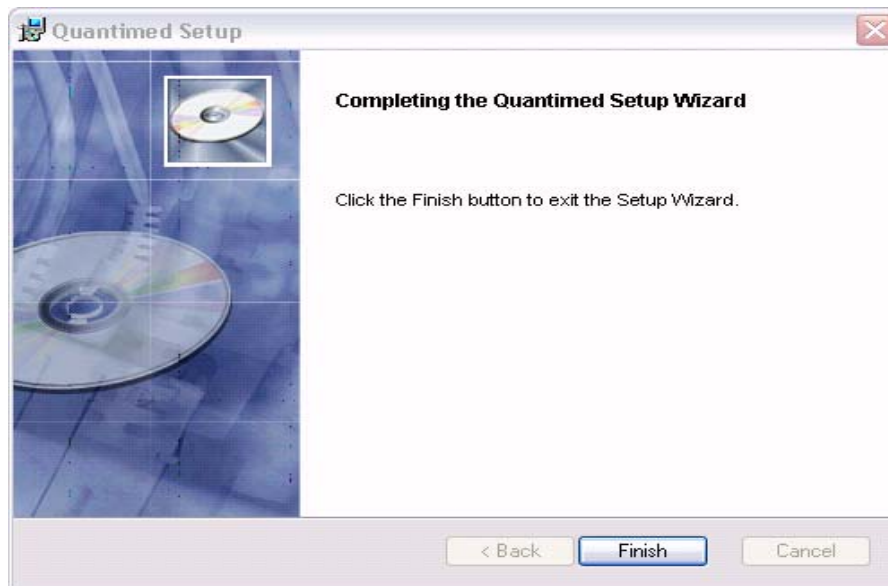 Quantimed Setup
Completing the Quantimed Setup Wizard
Click the Finish button to exit the Setup Wizard.
< Back
Finish
Cancel